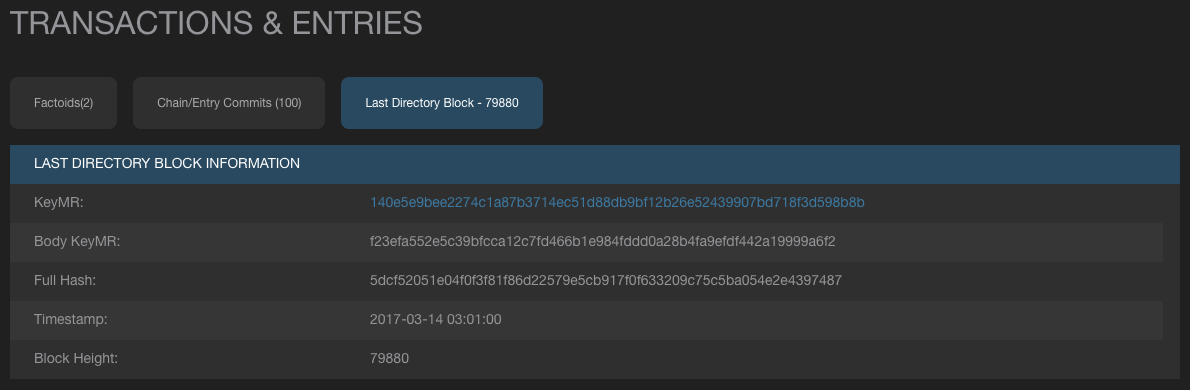 TRANSACTIONS & ENTRIES
Factoids(2) Chain/Entry Commits (100) Last Directory Block - 79880
LAST DIRECTORY BLOCK INFORMATION
KeyMR: 140e5e9bee2274c1a87b3714ec51d88db9bf12b26e52439907bd718f3d598b8b
Body KeyMR: f23efa552e5c39bfcca12c7fd466b1e984fddd0a28b4fa9efdf442a19999a6f2
Full Hash: 5dcf52051e04f0f3f81f86d22579e5cb917f0f633209c75c5ba054e2e4397487
Timestamp: 2017-03-14 03:01:00
Block Height: 79880